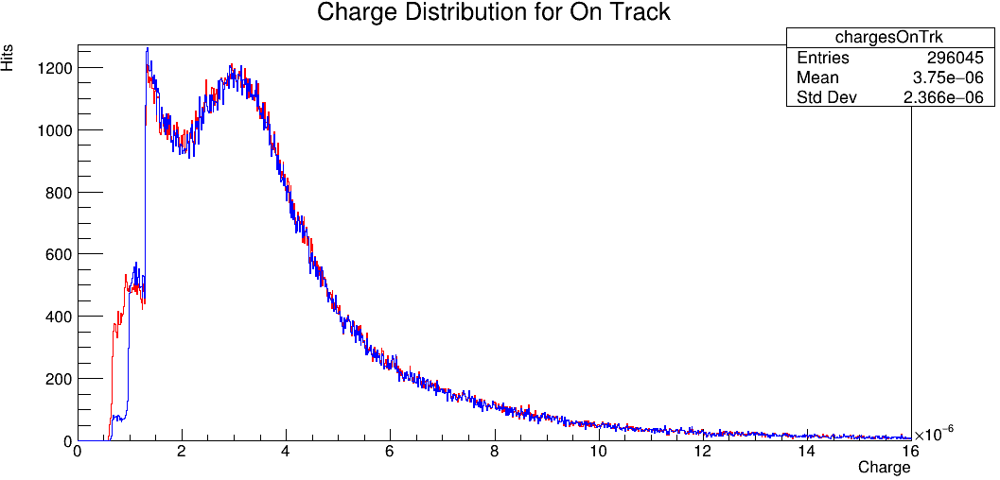 Charge Distribution for On Track
chargesOnTrk
Entries 296045
Mean 3.75e−06
Std Dev 2.366e−06
Hits
1200
1000
800
600
400
200
0
0 2 4 6 8 10 12 14 16
×10−6
Charge